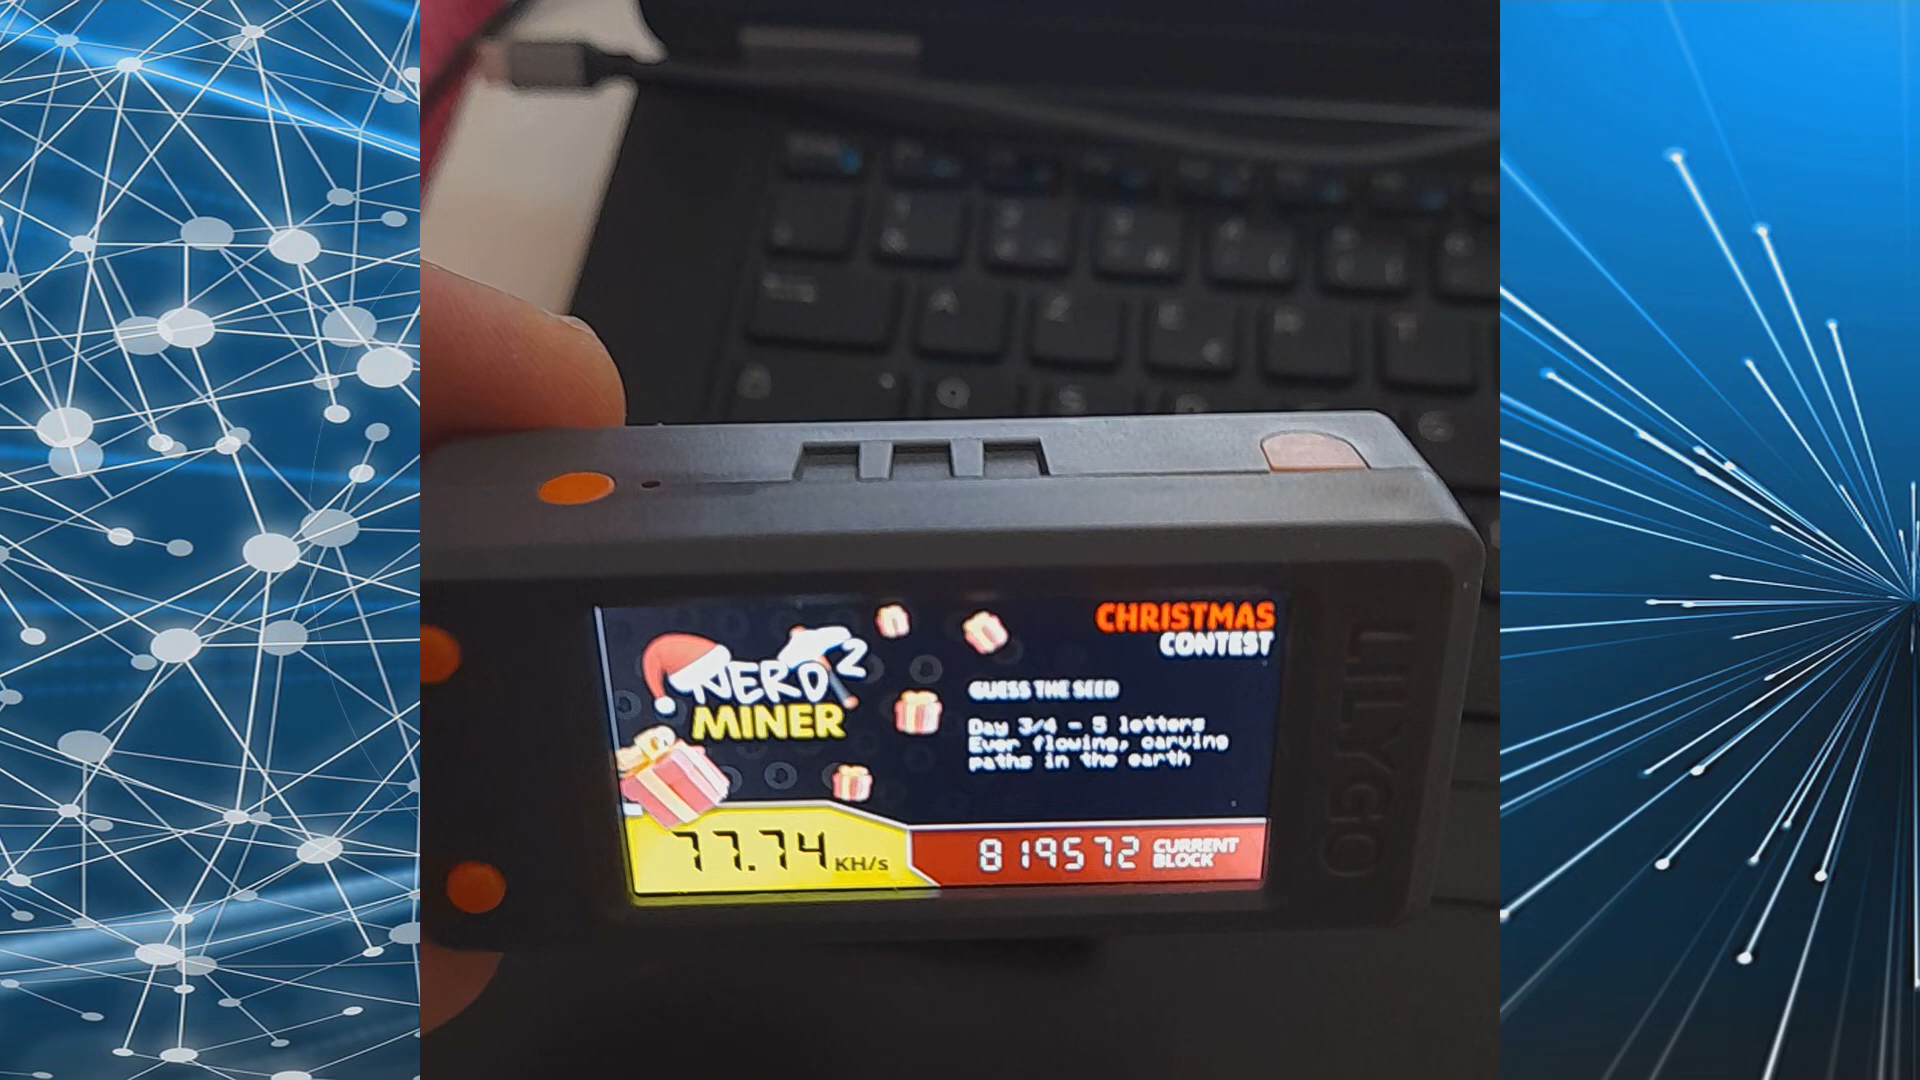 CHRISTMAS
CONTEST
NERD 2
MINER
GUESS THE SEED
Day 3/4 - 5 letters
Ever flowing, carving
paths in the earth
77.74 KH/s
819572 CURRENT
BLOCK
LILYGO